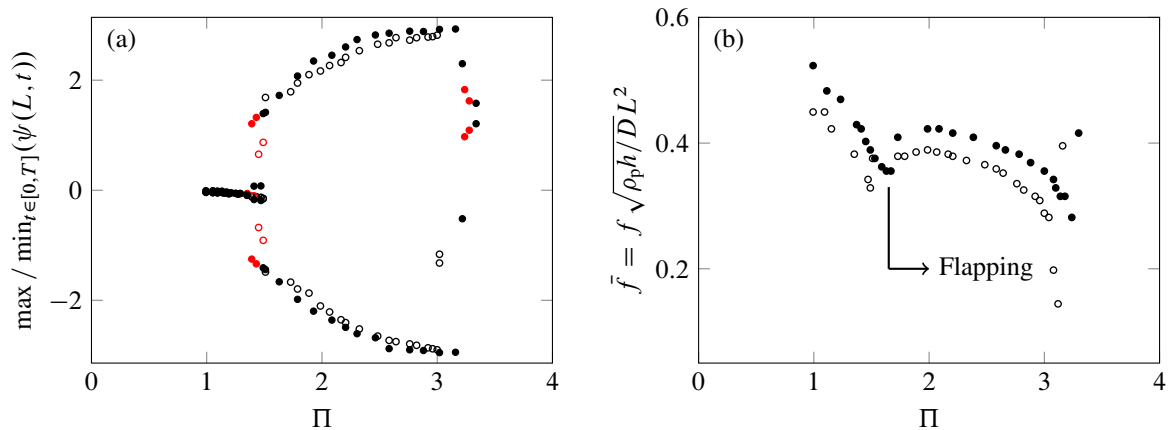 (a)
max / min_{t∈[0,T]}(ψ(L, t))
2
0
−2
0
1
2
3
4
Π
(b)
f̄ = f √ρ_p h/D L²
0.6
0.4
0.2
Flapping
0
1
2
3
4
Π